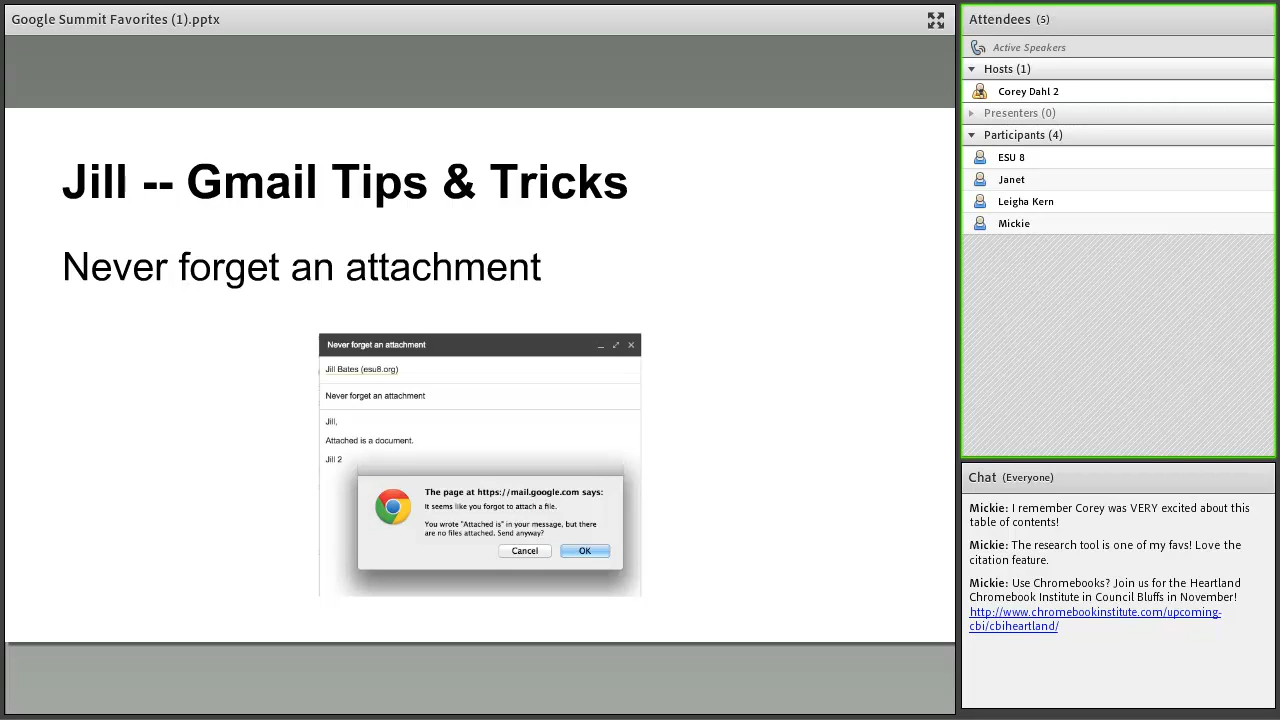 Google Summit Favorites (1).pptx
Jill -- Gmail Tips & Tricks
Never forget an attachment
Never forget an attachment
Jill Bates (esu8.org)
Never forget an attachment
Jill,
Attached is a document.
Jill 2
The page at https://mail.google.com says:
It seems like you forgot to attach a file.
You wrote "Attached is" in your message, but there
are no files attached. Send anyway?
Cancel
OK
Attendees (5)
Active Speakers
Hosts (1)
Corey Dahl 2
Presenters (0)
Participants (4)
ESU 8
Janet
Leigha Kern
Mickie
Chat (Everyone)
Mickie: I remember Corey was VERY excited about this
table of contents!
Mickie: The research tool is one of my favs! Love the
citation feature.
Mickie: Use Chromebooks? Join us for the Heartland
Chromebook Institute in Council Bluffs in November!
http://www.chromebookinstitute.com/upcoming-
cbi/cbiheartland/